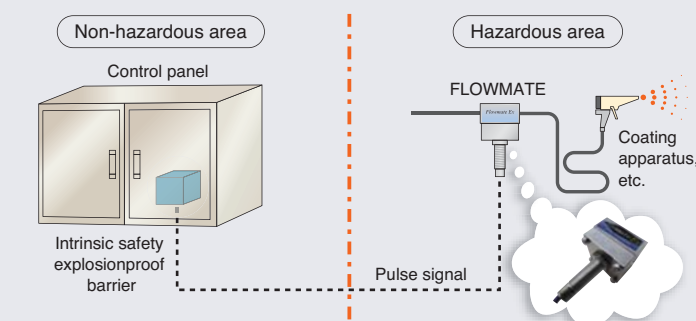 Non-hazardous area
Hazardous area
Control panel
FLOWMATE
Flowmate Ex
Coating
apparatus,
etc.
Intrinsic safety
explosionproof
barrier
Pulse signal